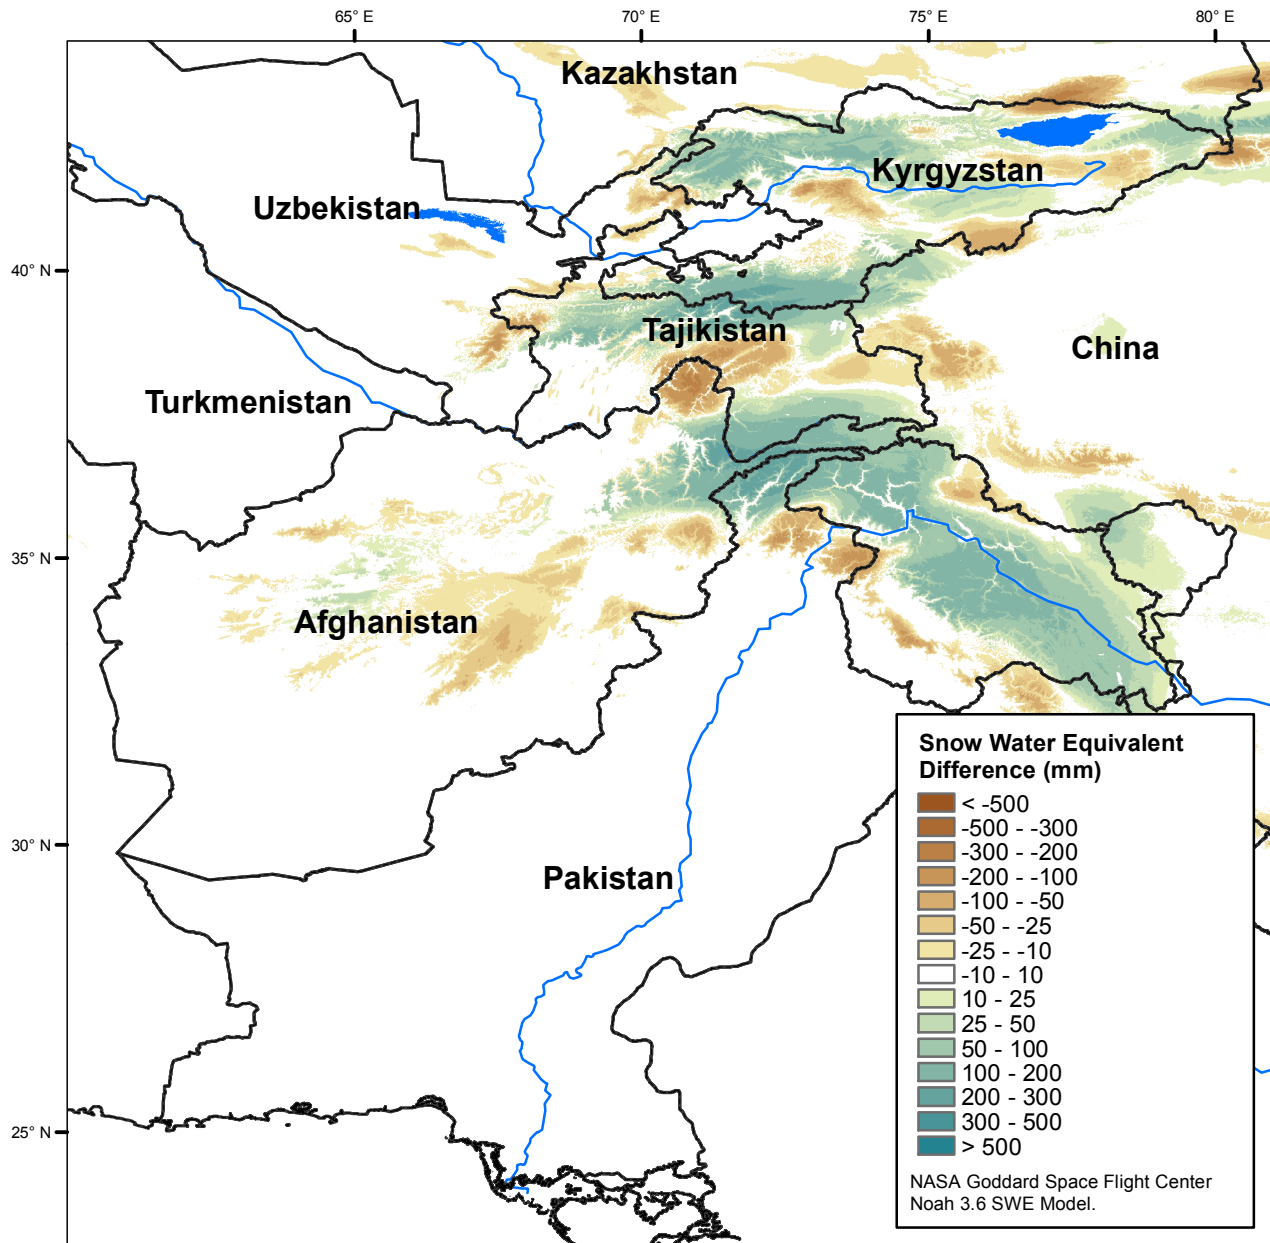 65° E
70° E
75° E
80° E
Kazakhstan
Kyrgyzstan
Uzbekistan
40° N
Tajikistan
China
Turkmenistan
35° N
Afghanistan
30° N
Pakistan
25° N
Snow Water Equivalent
Difference (mm)
< -500
-500 - -300
-300 - -200
-200 - -100
-100 - -50
-50 - -25
-25 - -10
-10 - 10
10 - 25
25 - 50
50 - 100
100 - 200
200 - 300
300 - 500
> 500
NASA Goddard Space Flight Center
Noah 3.6 SWE Model.